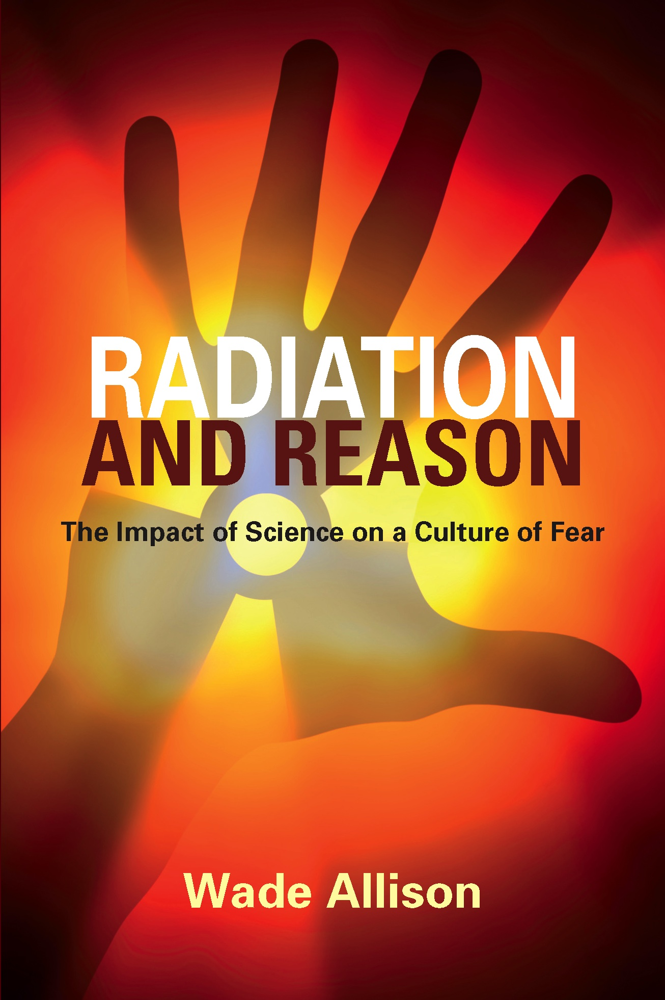 RADIATION
AND REASON
The Impact of Science on a Culture of Fear
Wade Allison